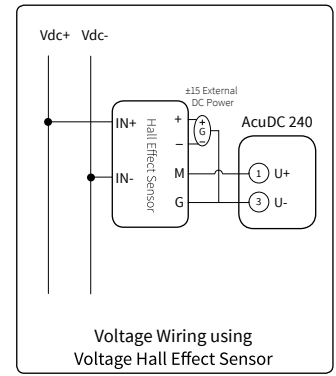 Vdc+ Vdc-
±15 External
DC Power
AcuDC 240
IN+
IN-
Hall Effect Sensor
+
−
M
G
+
G
−
1 U+
3 U-
Voltage Wiring using
Voltage Hall Effect Sensor